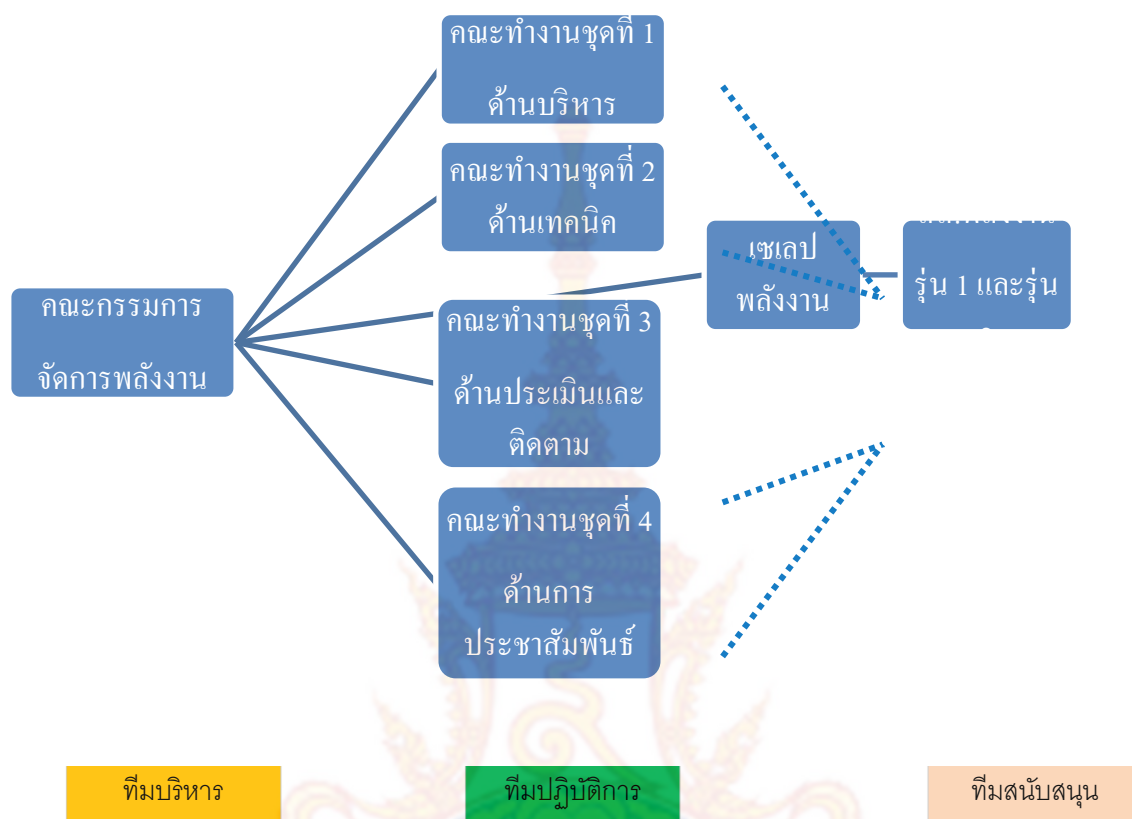 คณะทำงานชุดที่ 1
ด้านบริหาร
คณะทำงานชุดที่ 2
ด้านเทคนิค
เซเลป
พลังงาน
รุ่น 1 และรุ่น
คณะกรรมการ
จัดการพลังงาน
คณะทำงานชุดที่ 3
ด้านประเมินและ
ติดตาม
คณะทำงานชุดที่ 4
ด้านการ
ประชาสัมพันธ์
ทีมบริหาร
ทีมปฏิบัติการ
ทีมสนับสนุน